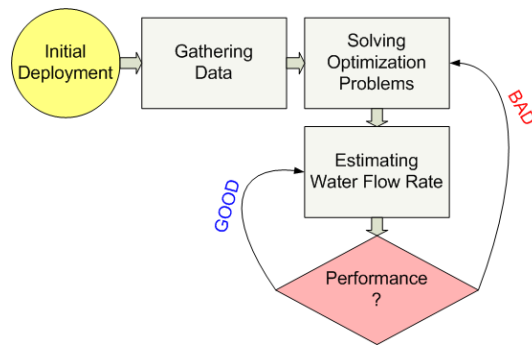 Initial
Deployment
Gathering
Data
Solving
Optimization
Problems
Estimating
Water Flow Rate
GOOD
BAD
Performance
?